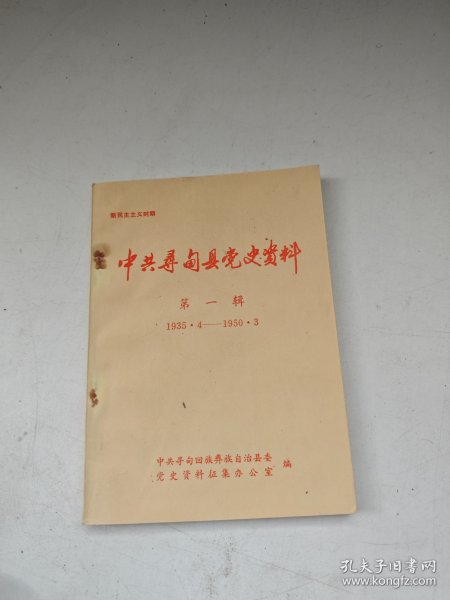 新民主主义时期
中共寻甸县党史资料
第一辑
1935·4——1950·3
中共寻甸回族彝族自治县委
党史资料征集办公室 编
孔夫子旧书网
www.kongfz.com